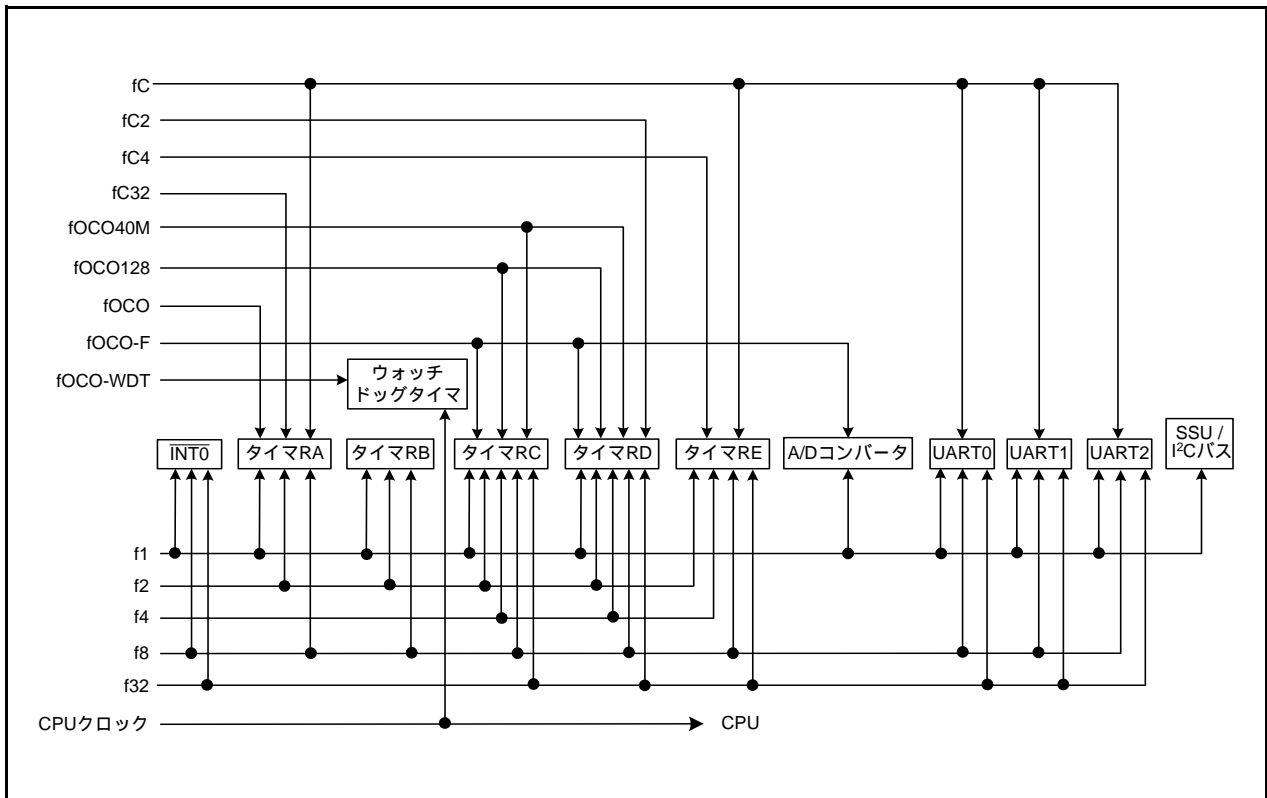 fC
fC2
fC4
fC32
fOCO40M
fOCO128
fOCO
fOCO-F
fOCO-WDT
ウォッチ
ドッグタイマ
INT0
タイマRA
タイマRB
タイマRC
タイマRD
タイマRE
A/Dコンバータ
UART0
UART1
UART2
SSU /
I²Cバス
f1
f2
f4
f8
f32
CPUクロック
CPU